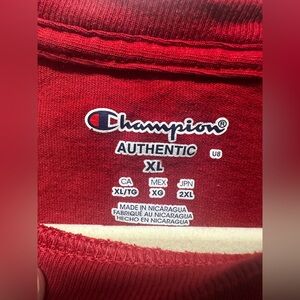 Champion®
AUTHENTIC
U8
XL
CA MEX JPN
XL/TG XG 2XL
MADE IN NICARAGUA
FABRIQUÉ AU NICARAGUA
HECHO EN NICARAGUA